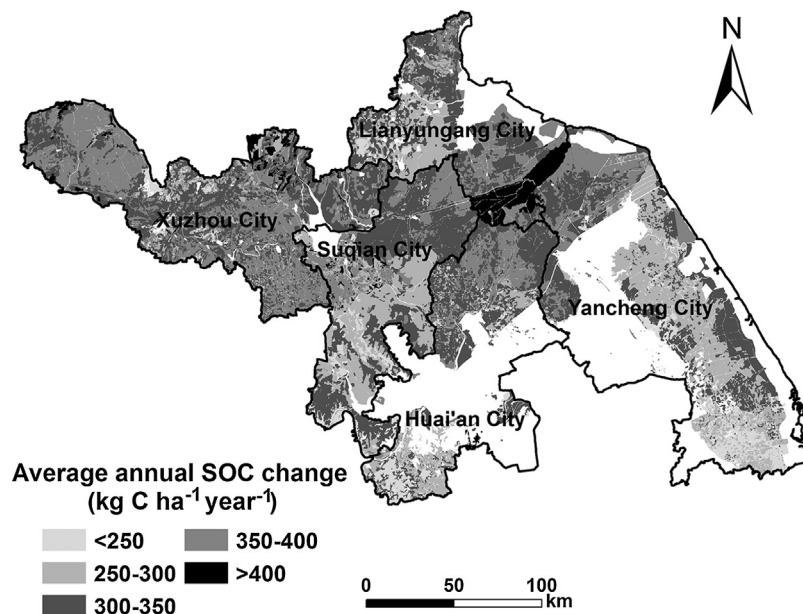 N
Lianyungang City
Xuzhou City
Suqian City
Yancheng City
Huai'an City
Average annual SOC change
(kg C ha⁻¹ year⁻¹)
<250
350-400
250-300
>400
300-350
0 50 100
km